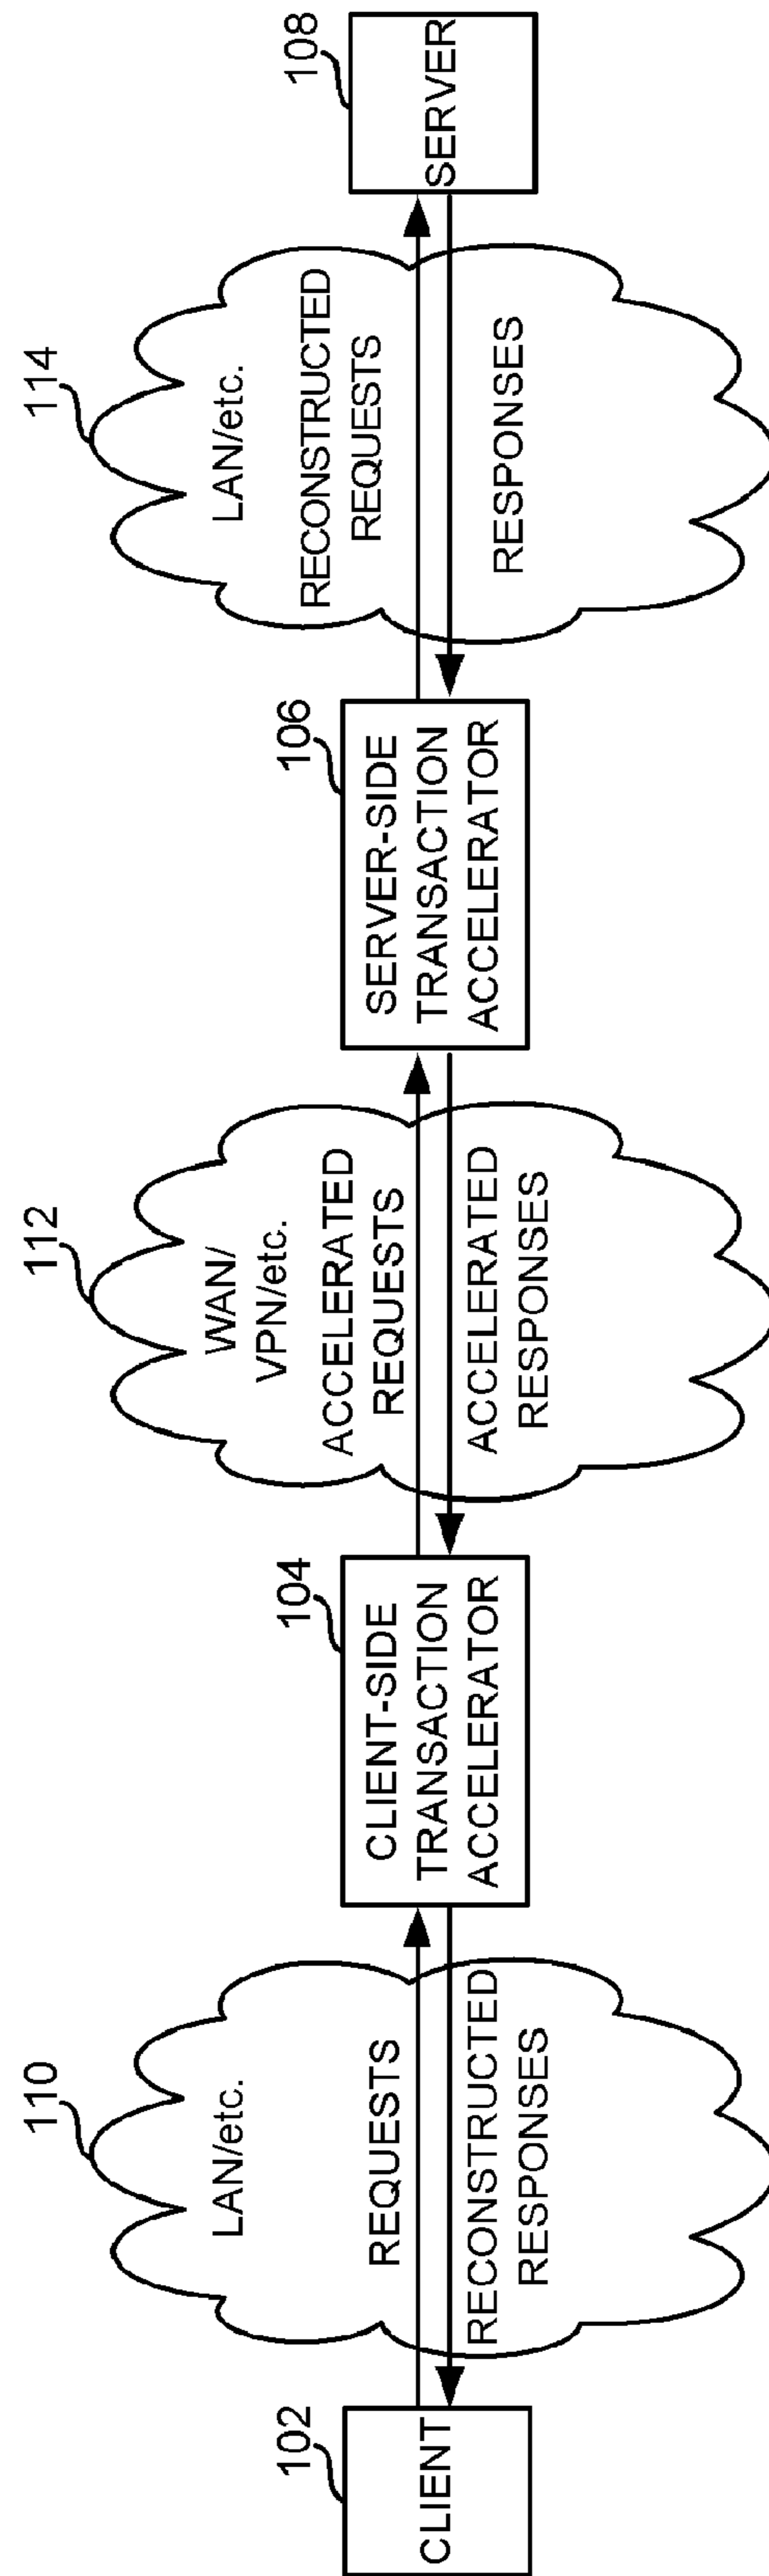 102
CLIENT
110
LAN/etc.
REQUESTS
RECONSTRUCTED
RESPONSES
104
CLIENT-SIDE
TRANSACTION
ACCELERATOR
112
WAN/
VPN/etc.
ACCELERATED
REQUESTS
ACCELERATED
RESPONSES
106
SERVER-SIDE
TRANSACTION
ACCELERATOR
114
LAN/etc.
RECONSTRUCTED
REQUESTS
RESPONSES
108
SERVER